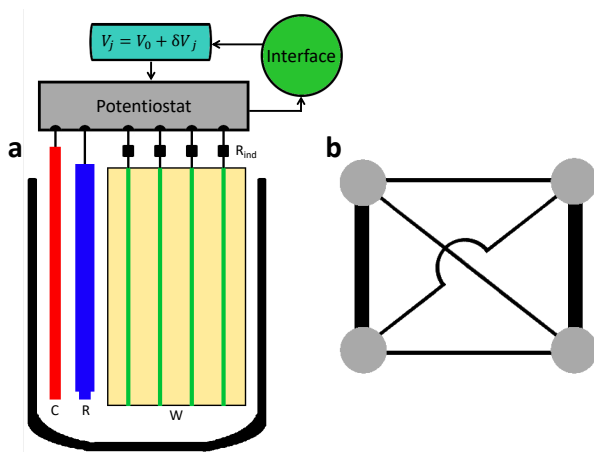 V_j = V_0 + δV_j
Interface
Potentiostat
a
b
R_ind
C
R
W